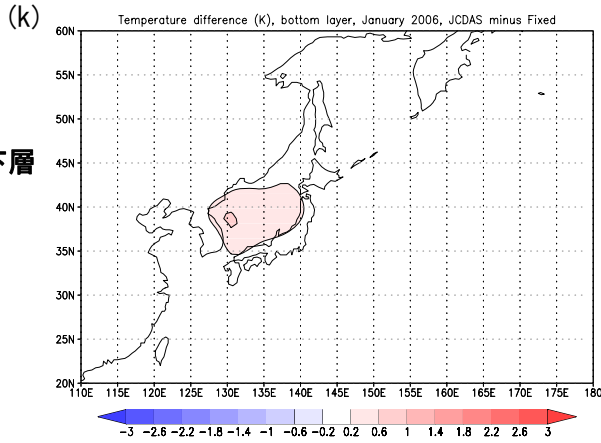 (k)
Temperature difference (K), bottom layer, January 2006, JCDAS minus Fixed
60N
55N
50N
下層
45N
40N
35N
30N
25N
20N
110E 115E 120E 125E 130E 135E 140E 145E 150E 155E 160E 165E 170E 175E 180
-3 -2.6 -2.2 -1.8 -1.4 -1 -0.6 -0.2 0.2 0.6 1 1.4 1.8 2.2 2.6 3